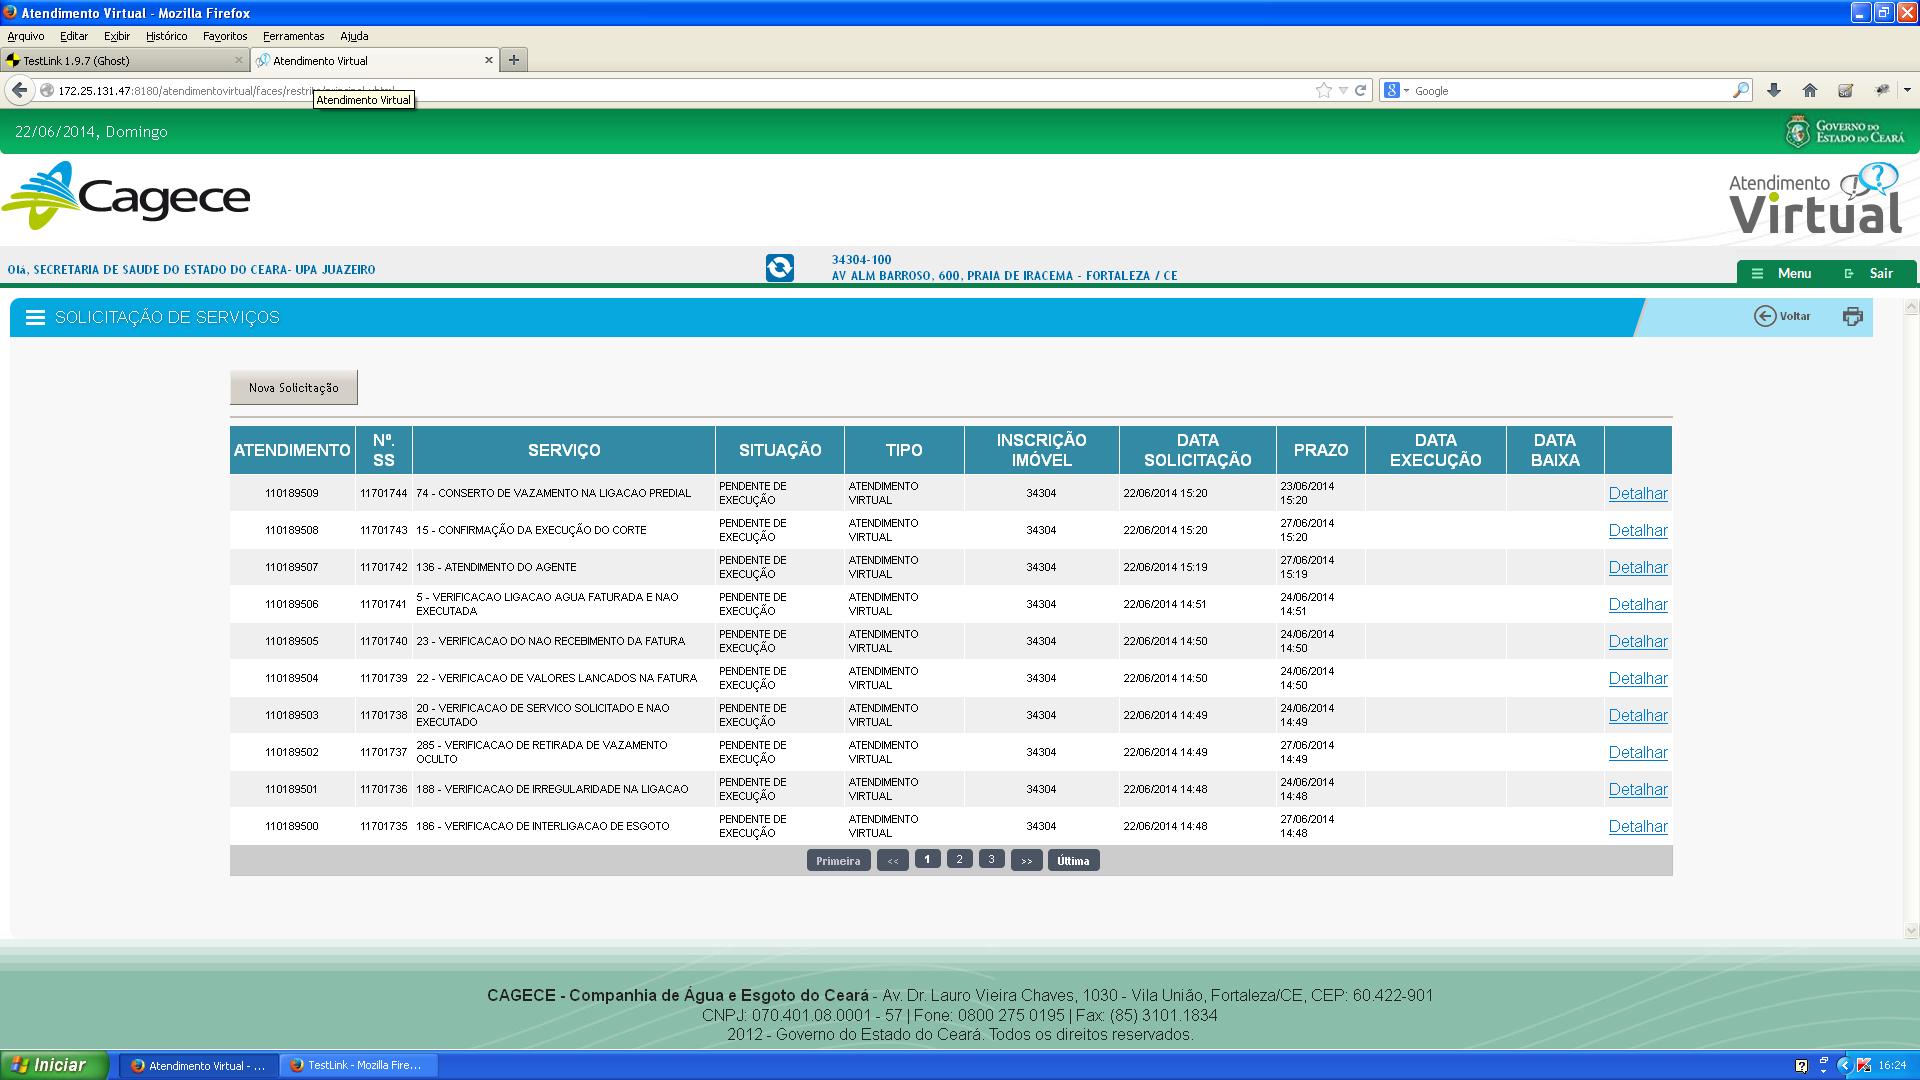 Atendimento Virtual - Mozilla Firefox
Arquivo Editar Exibir Histórico Favoritos Ferramentas Ajuda
TestLink 1.9.7 (Ghost) × Atendimento Virtual × +
172.25.131.47:8180/atendimentovirtual/faces/restrito/principal.xhtml Google
Atendimento Virtual
22/06/2014, Domingo
GOVERNO DO
ESTADO DO CEARÁ
Cagece
Atendimento
Virtual
Olá, SECRETARIA DE SAUDE DO ESTADO DO CEARA- UPA JUAZEIRO
34304-100
AV ALM BARROSO, 600, PRAIA DE IRACEMA - FORTALEZA / CE
Menu Sair
SOLICITAÇÃO DE SERVIÇOS
Voltar
Nova Solicitação
ATENDIMENTO Nº. SS SERVIÇO SITUAÇÃO TIPO INSCRIÇÃO IMÓVEL DATA SOLICITAÇÃO PRAZO DATA EXECUÇÃO DATA BAIXA
110189509 11701744 74 - CONSERTO DE VAZAMENTO NA LIGACAO PREDIAL PENDENTE DE EXECUÇÃO ATENDIMENTO VIRTUAL 34304 22/06/2014 15:20 23/06/2014 15:20 Detalhar
110189508 11701743 15 - CONFIRMAÇÃO DA EXECUÇÃO DO CORTE PENDENTE DE EXECUÇÃO ATENDIMENTO VIRTUAL 34304 22/06/2014 15:20 27/06/2014 15:20 Detalhar
110189507 11701742 136 - ATENDIMENTO DO AGENTE PENDENTE DE EXECUÇÃO ATENDIMENTO VIRTUAL 34304 22/06/2014 15:19 27/06/2014 15:19 Detalhar
110189506 11701741 5 - VERIFICACAO LIGACAO AGUA FATURADA E NAO EXECUTADA PENDENTE DE EXECUÇÃO ATENDIMENTO VIRTUAL 34304 22/06/2014 14:51 24/06/2014 14:51 Detalhar
110189505 11701740 23 - VERIFICACAO DO NAO RECEBIMENTO DA FATURA PENDENTE DE EXECUÇÃO ATENDIMENTO VIRTUAL 34304 22/06/2014 14:50 24/06/2014 14:50 Detalhar
110189504 11701739 22 - VERIFICACAO DE VALORES LANCADOS NA FATURA PENDENTE DE EXECUÇÃO ATENDIMENTO VIRTUAL 34304 22/06/2014 14:50 24/06/2014 14:50 Detalhar
110189503 11701738 20 - VERIFICACAO DE SERVICO SOLICITADO E NAO EXECUTADO PENDENTE DE EXECUÇÃO ATENDIMENTO VIRTUAL 34304 22/06/2014 14:49 24/06/2014 14:49 Detalhar
110189502 11701737 285 - VERIFICACAO DE RETIRADA DE VAZAMENTO OCULTO PENDENTE DE EXECUÇÃO ATENDIMENTO VIRTUAL 34304 22/06/2014 14:49 27/06/2014 14:49 Detalhar
110189501 11701736 188 - VERIFICACAO DE IRREGULARIDADE NA LIGACAO PENDENTE DE EXECUÇÃO ATENDIMENTO VIRTUAL 34304 22/06/2014 14:48 24/06/2014 14:48 Detalhar
110189500 11701735 186 - VERIFICACAO DE INTERLIGACAO DE ESGOTO PENDENTE DE EXECUÇÃO ATENDIMENTO VIRTUAL 34304 22/06/2014 14:48 27/06/2014 14:48 Detalhar
Primeira << 1 2 3 >> Última
CAGECE - Companhia de Água e Esgoto do Ceará - Av. Dr. Lauro Vieira Chaves, 1030 - Vila União, Fortaleza/CE, CEP: 60.422-901
CNPJ: 070.401.08.0001 - 57 | Fone: 0800 275 0195 | Fax: (85) 3101.1834
2012 - Governo do Estado do Ceará. Todos os direitos reservados.
Iniciar Atendimento Virtual - ... TestLink - Mozilla Fire... 16:24